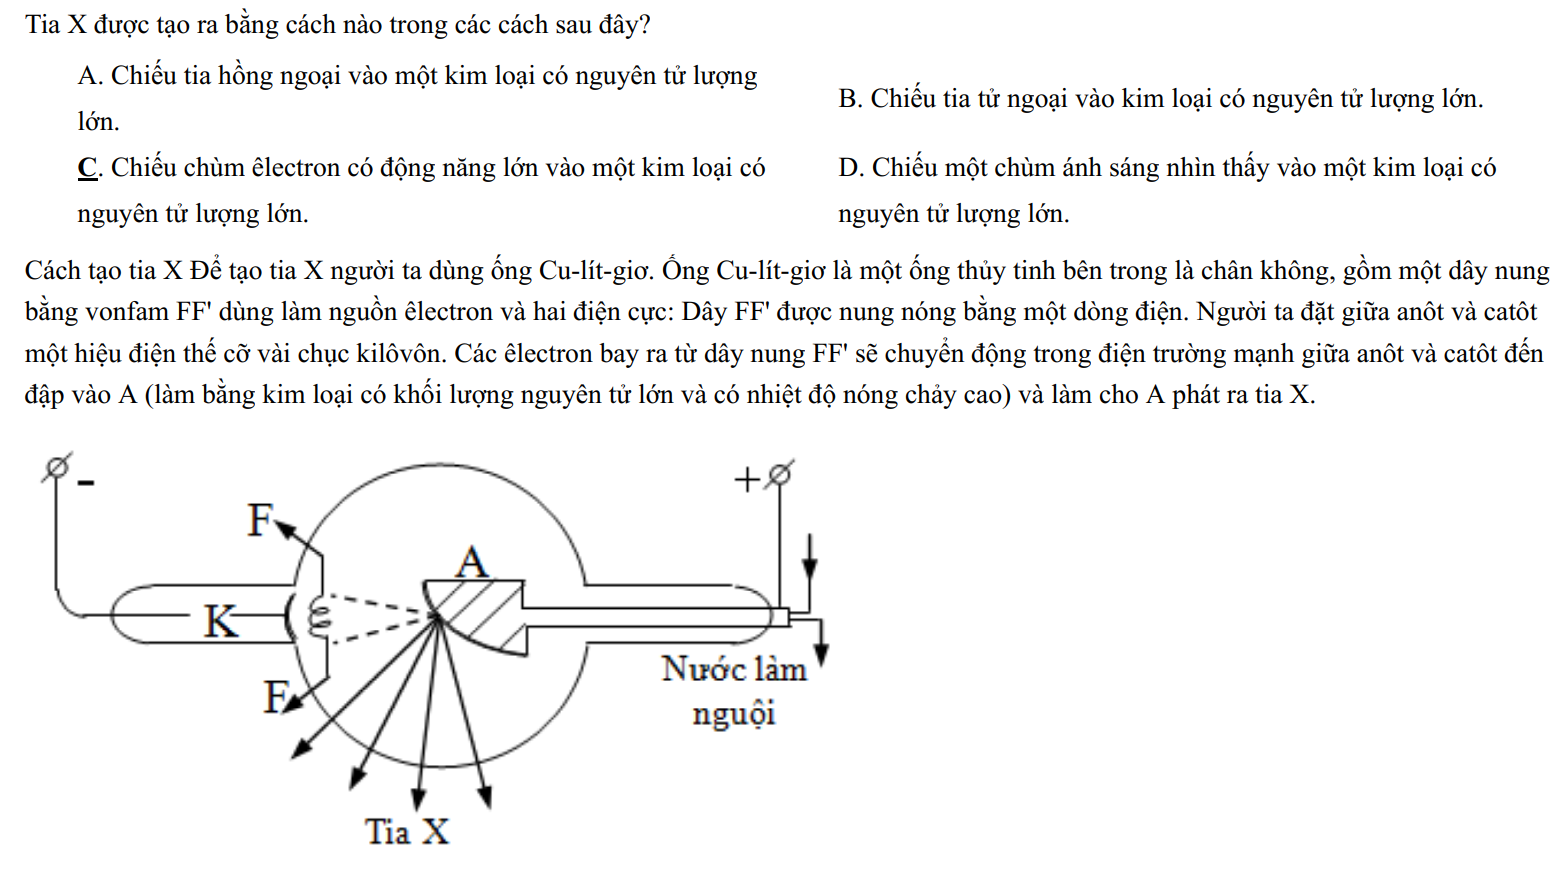 Tia X được tạo ra bằng cách nào trong các cách sau đây?
A. Chiếu tia hồng ngoại vào một kim loại có nguyên tử lượng
lớn.
B. Chiếu tia tử ngoại vào kim loại có nguyên tử lượng lớn.
C. Chiếu chùm êlectron có động năng lớn vào một kim loại có
nguyên tử lượng lớn.
D. Chiếu một chùm ánh sáng nhìn thấy vào một kim loại có
nguyên tử lượng lớn.
Cách tạo tia X Để tạo tia X người ta dùng ống Cu-lít-giơ. Ống Cu-lít-giơ là một ống thủy tinh bên trong là chân không, gồm một dây nung
bằng vonfam FF' dùng làm nguồn êlectron và hai điện cực: Dây FF' được nung nóng bằng một dòng điện. Người ta đặt giữa anôt và catôt
một hiệu điện thế cỡ vài chục kilôvôn. Các êlectron bay ra từ dây nung FF' sẽ chuyển động trong điện trường mạnh giữa anôt và catôt đến
đập vào A (làm bằng kim loại có khối lượng nguyên tử lớn và có nhiệt độ nóng chảy cao) và làm cho A phát ra tia X.
-
+
F
A
K
F
Nước làm
nguội
Tia X